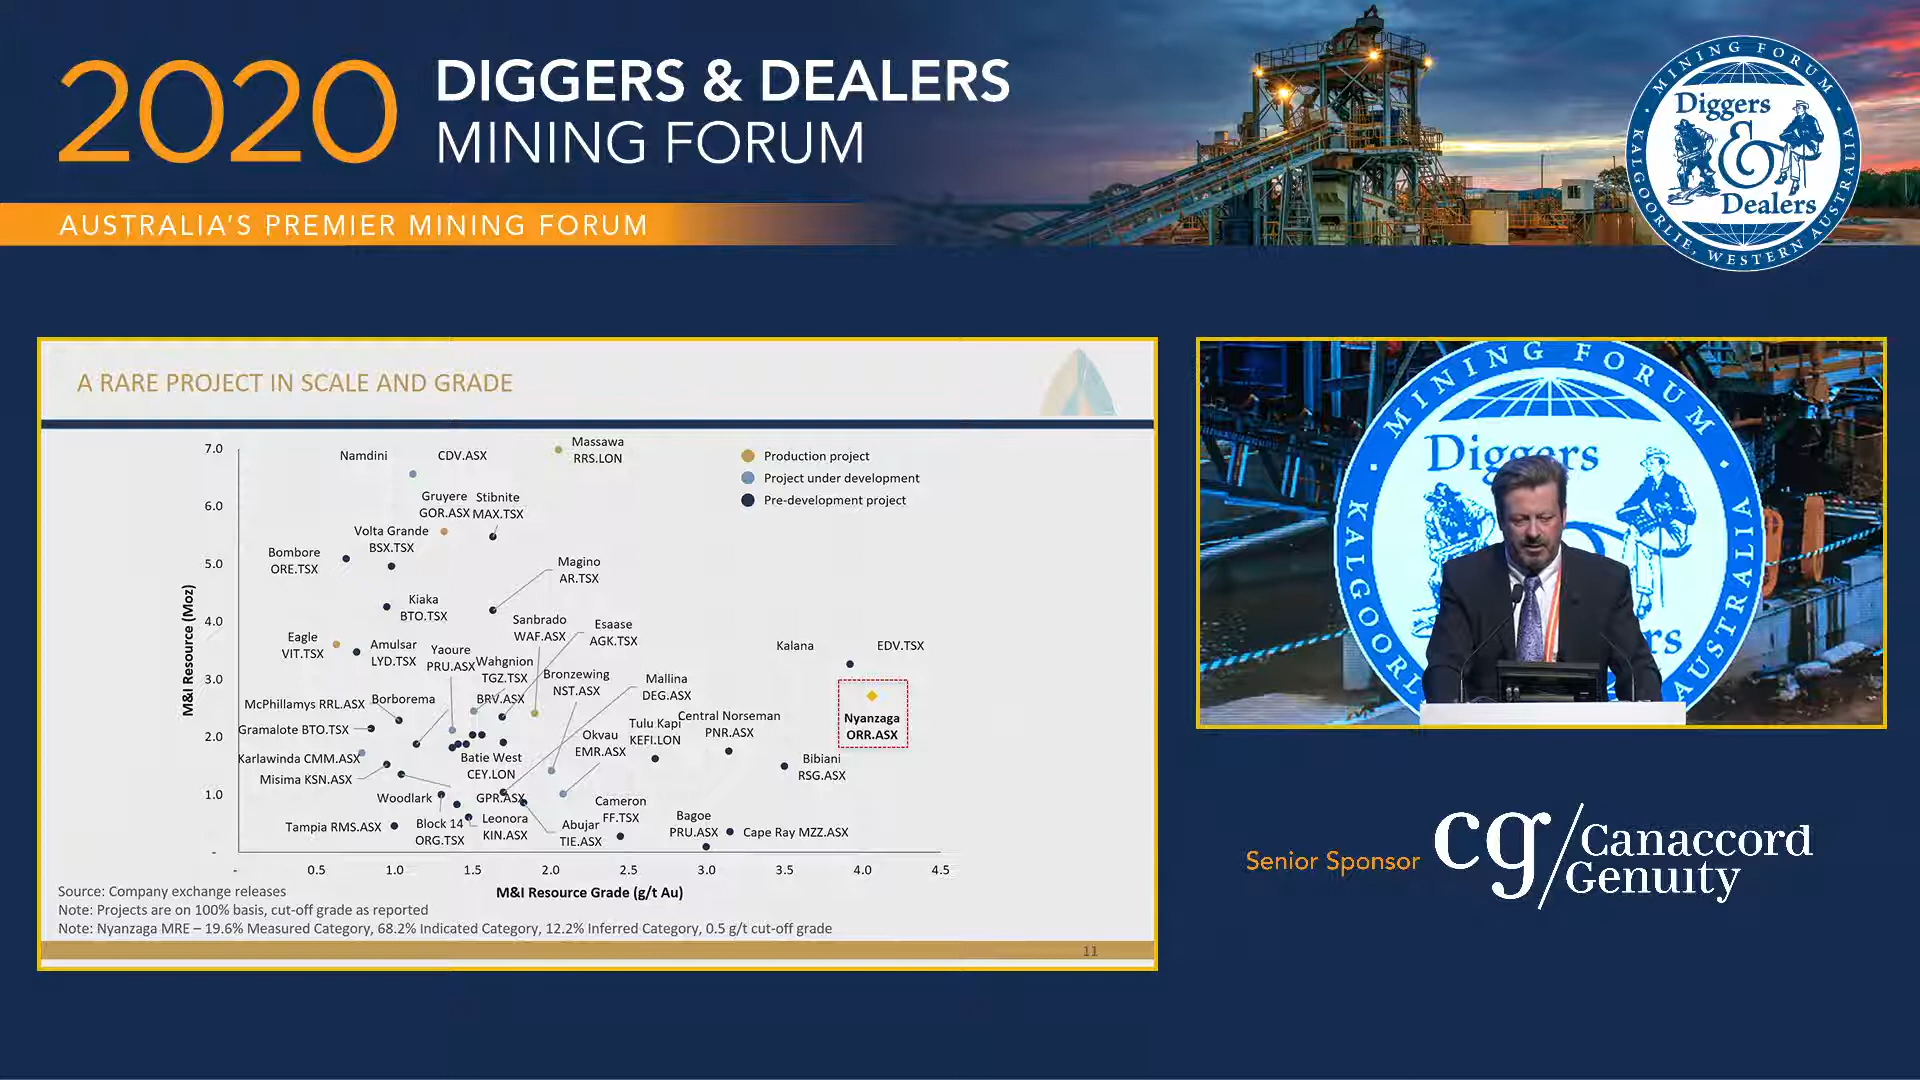 2020
DIGGERS & DEALERS
MINING FORUM
AUSTRALIA'S PREMIER MINING FORUM
MINING FORUM
KALGOORLIE, WESTERN AUSTRALIA
Diggers
&
Dealers
A RARE PROJECT IN SCALE AND GRADE
Production project
Project under development
Pre-development project
M&I Resource (Moz)
7.0
6.0
5.0
4.0
3.0
2.0
1.0
-
Namdini CDV.ASX
Massawa
RRS.LON
Gruyere
GOR.ASX
Stibnite
MAX.TSX
Volta Grande
BSX.TSX
Bombore
ORE.TSX
Magino
AR.TSX
Kiaka
BTO.TSX
Sanbrado
WAF.ASX
Esaase
AGK.TSX
Eagle
VIT.TSX
Amulsar
LYD.TSX
Yaoure
PRU.ASX
Wahgnion
TGZ.TSX
Kalana EDV.TSX
Bronzewing
NST.ASX
Mallina
DEG.ASX
McPhillamys RRL.ASX
Borborema
BRV.ASX
Nyanzaga
ORR.ASX
Gramalote BTO.TSX
Tulu Kapi
KEFI.LON
Central Norseman
PNR.ASX
Okvau
EMR.ASX
Karlawinda CMM.ASX
Batie West
CEY.LON
Bibiani
RSG.ASX
Misima KSN.ASX
Woodlark GPR.ASX
Cameron
FF.TSX
Tampia RMS.ASX
Block 14
ORG.TSX
Leonora
KIN.ASX
Abujar
TIE.ASX
Bagoe
PRU.ASX
Cape Ray MZZ.ASX
- 0.5 1.0 1.5 2.0 2.5 3.0 3.5 4.0 4.5
M&I Resource Grade (g/t Au)
Source: Company exchange releases
Note: Projects are on 100% basis, cut-off grade as reported
Note: Nyanzaga MRE – 19.6% Measured Category, 68.2% Indicated Category, 12.2% Inferred Category, 0.5 g/t cut-off grade
11
MINING FORUM
Diggers
KALGOORL
AUSTRALIA
rs
Senior Sponsor
cg/Canaccord
Genuity